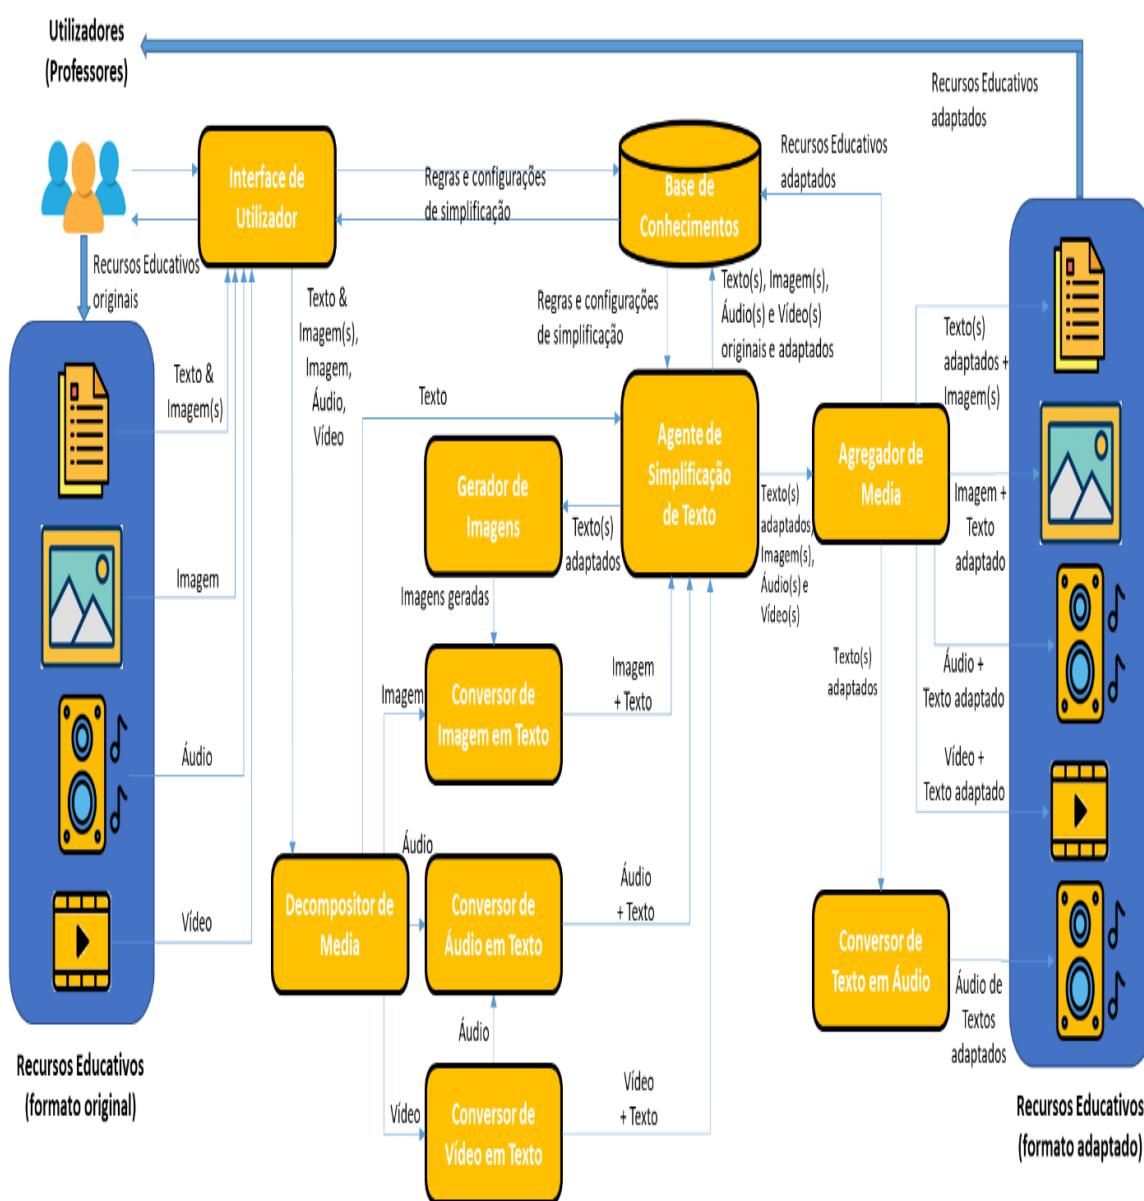 Utilizadores
(Professores)
Recursos Educativos
adaptados
Interface de
Utilizador
Regras e configurações
de simplificação
Base de
Conhecimentos
Recursos Educativos
adaptados
Recursos Educativos
originais
Texto &
Imagem(s),
Imagem,
Áudio,
Vídeo
Regras e configurações
de simplificação
Texto(s), Imagem(s),
Áudio(s) e Vídeo(s)
originais e adaptados
Texto &
Imagem(s)
Texto
Texto(s)
adaptados +
Imagem(s)
Gerador de
Imagens
Agente de
Simplificação
de Texto
Agregador de
Media
Texto(s)
adaptados
Texto(s)
adaptados,
Imagem(s),
Áudio(s) e
Vídeo(s)
Imagem +
Texto
adaptado
Imagem
Imagens geradas
Imagem
Conversor de
Imagem em Texto
Imagem
+ Texto
Texto(s)
adaptados
Áudio +
Texto adaptado
Áudio
Vídeo +
Texto adaptado
Áudio
Decompositor de
Media
Conversor de
Áudio em Texto
Áudio
+ Texto
Vídeo
Conversor de
Texto em Áudio
Áudio de
Textos
adaptados
Áudio
Vídeo
Conversor de
Vídeo em Texto
Vídeo
+ Texto
Recursos Educativos
(formato original)
Recursos Educativos
(formato adaptado)